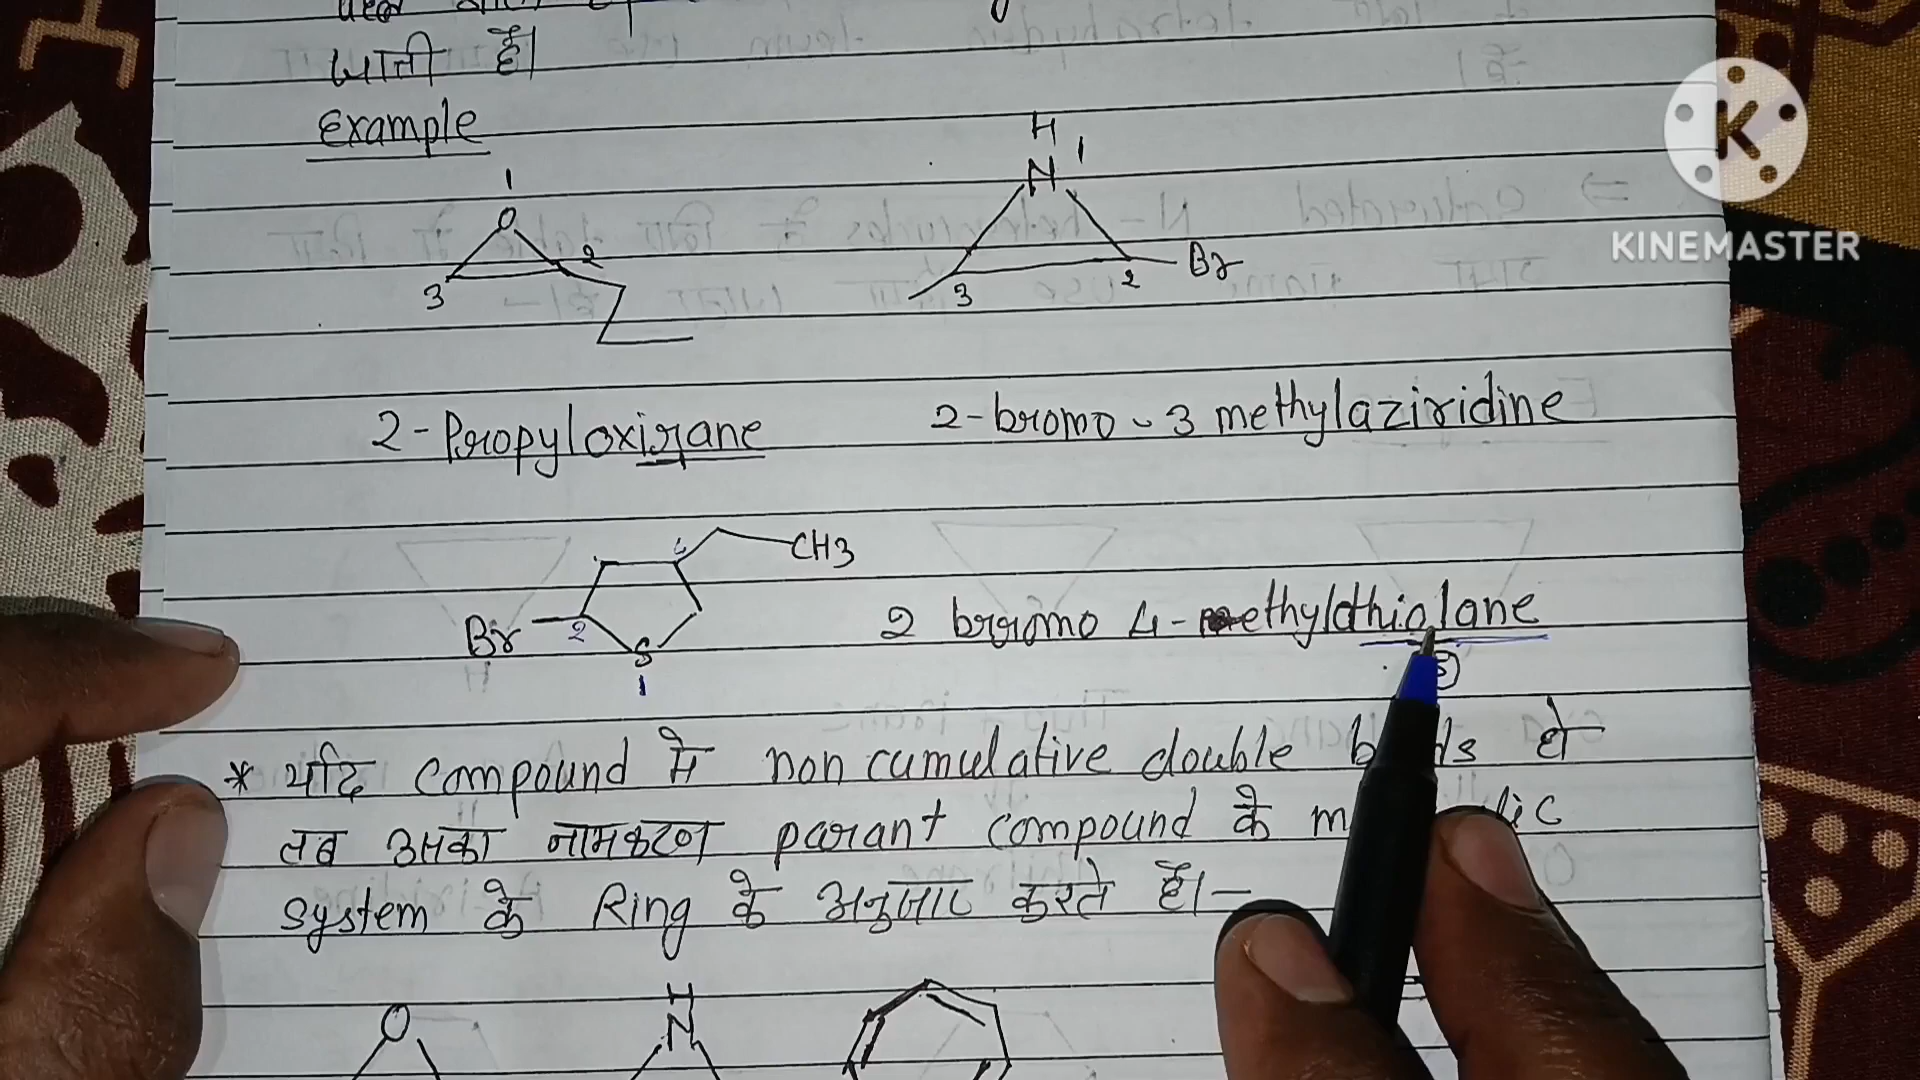 जाती है।
Example
1
O
2
3
H
N 1
Br
2
3
2-Propyloxirane
2-bromo - 3 methylaziridine
CH3
4
Br
2
S
1
2 bromo 4-ethylthiolane
5
* यदि compound मे non cumulative double हो
तब उसका नामकरण parant compound के
system के Ring के अनुसार करते है।-
O
H
N
K
KINEMASTER